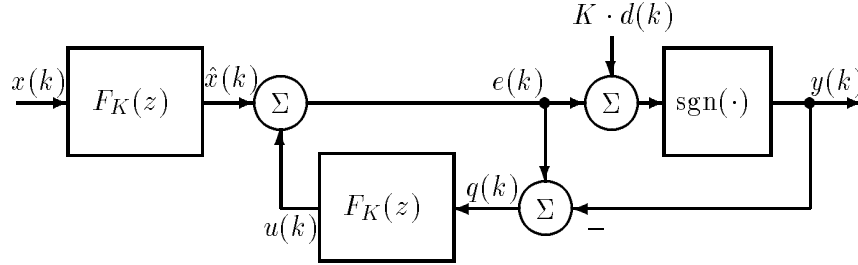 K · d(k)
x(k)
F_K(z)
x̂(k)
Σ
e(k)
Σ
sgn(·)
y(k)
u(k)
F_K(z)
q(k)
Σ
−